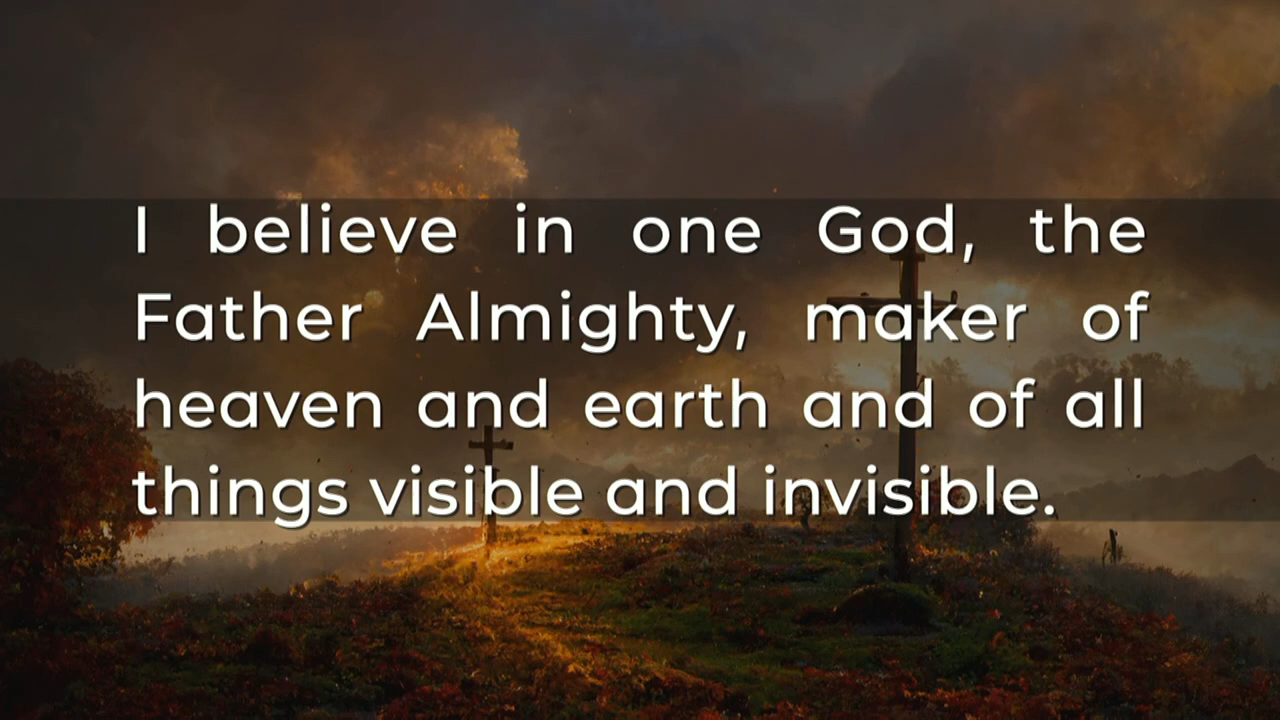 I believe in one God, the
Father Almighty, maker of
heaven and earth and of all
things visible and invisible.